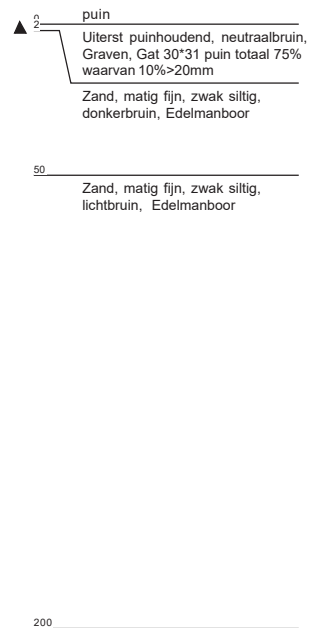 puin
0
2
Uiterst puinhoudend, neutraalbruin,
Graven, Gat 30*31 puin totaal 75%
waarvan 10%>20mm
Zand, matig fijn, zwak siltig,
donkerbruin, Edelmanboor
50
Zand, matig fijn, zwak siltig,
lichtbruin, Edelmanboor
200